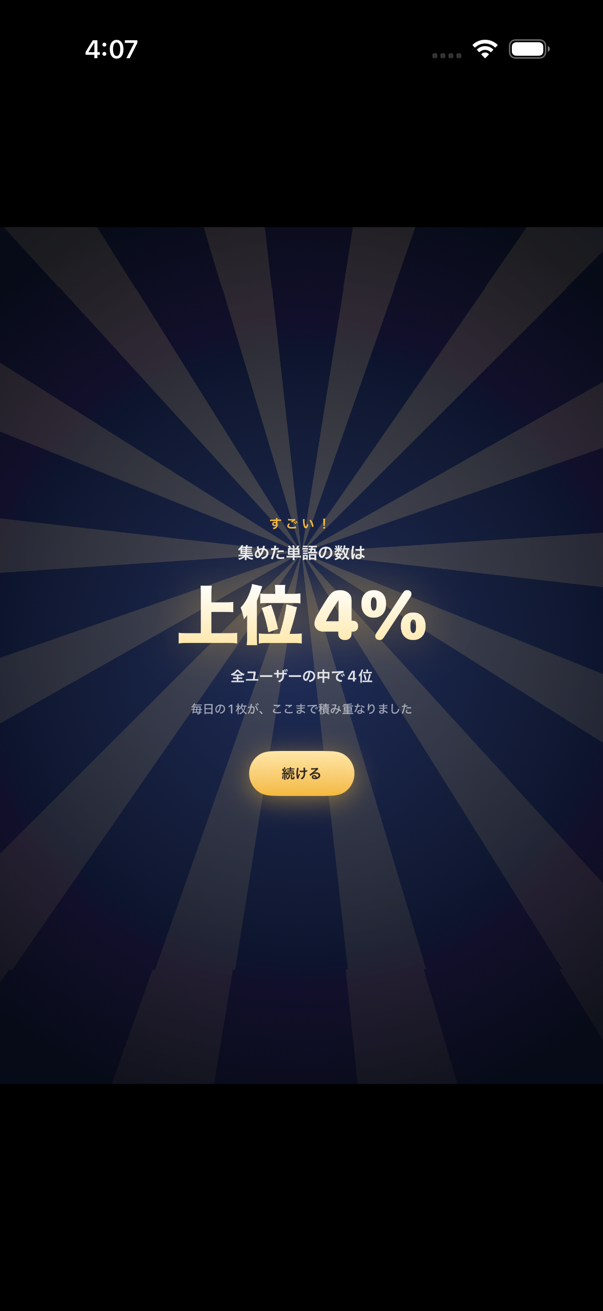 4:07
すごい！
集めた単語の数は
上位 4%
全ユーザーの中で4位
毎日の1枚が、ここまで積み重なりました
続ける